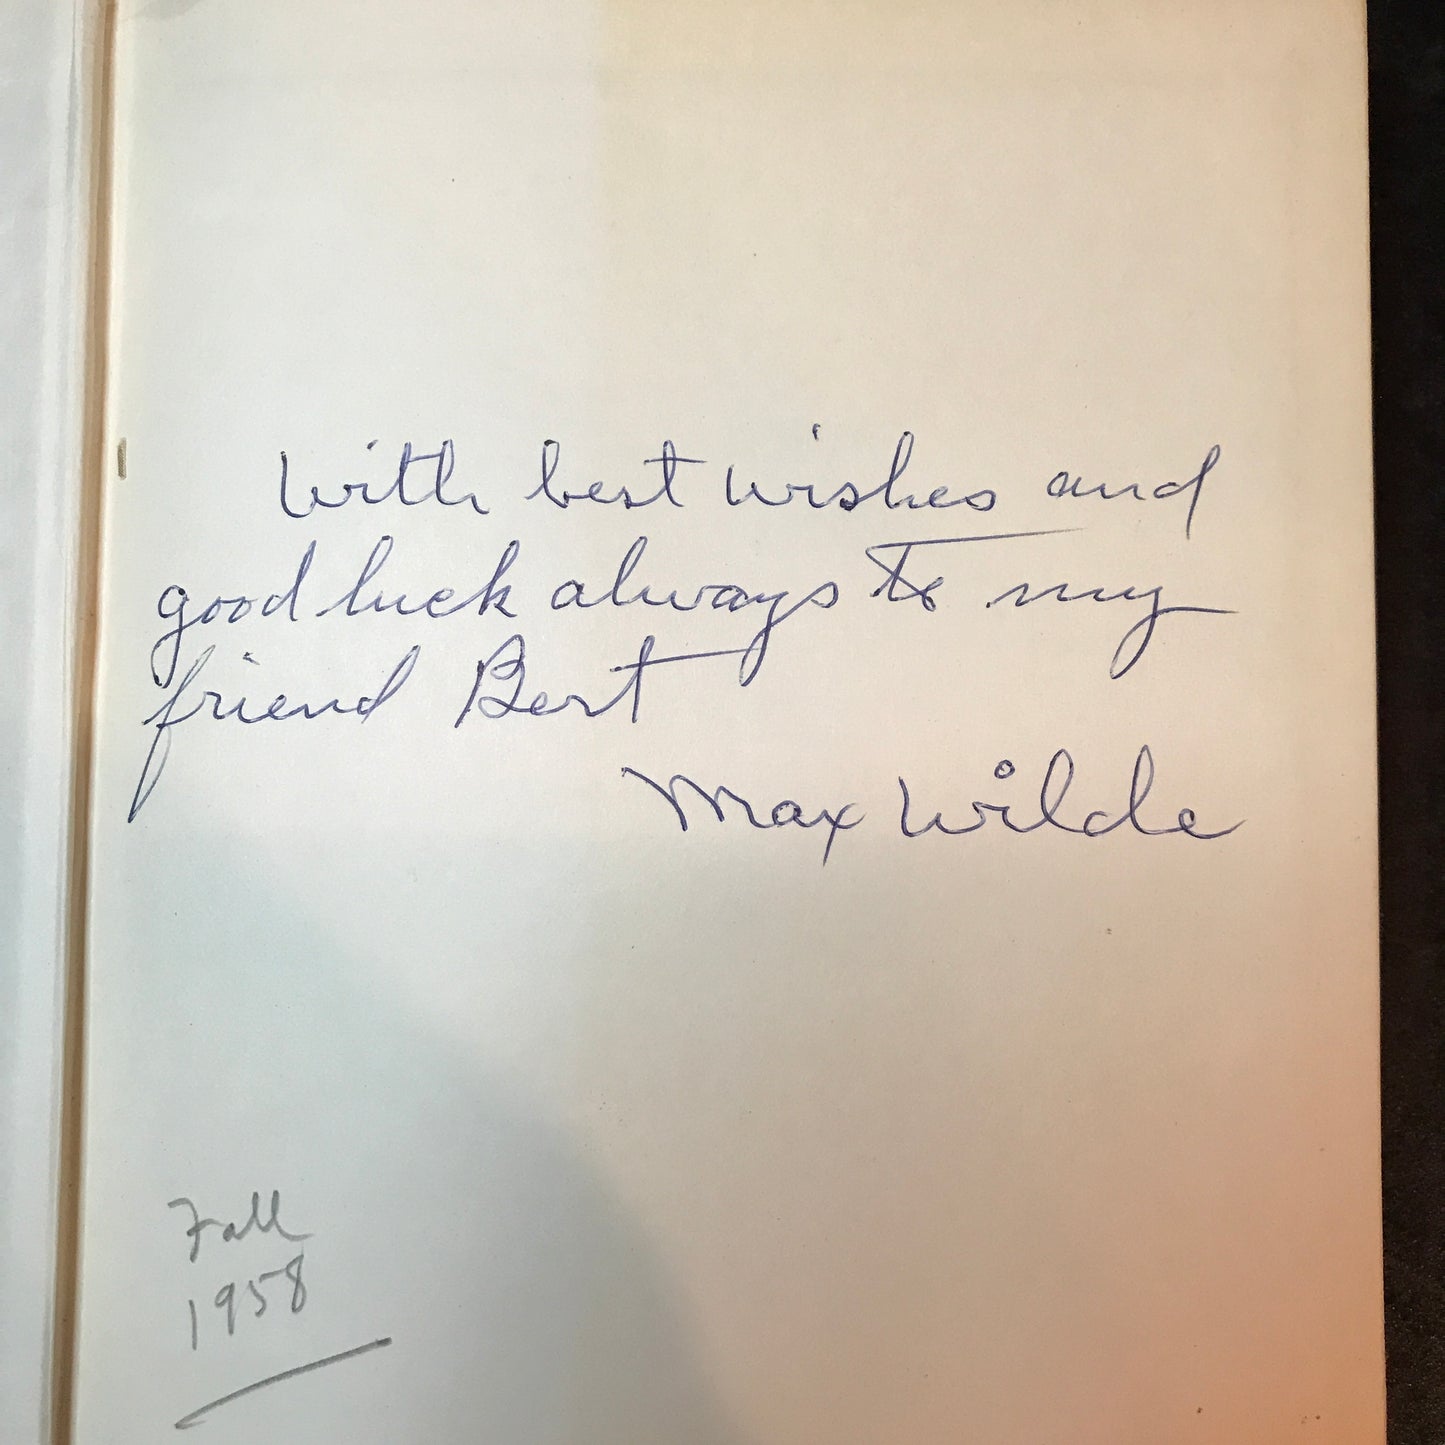 With best wishes and
good luck always to my
friend Bert
Max Wilde
Fall
1958